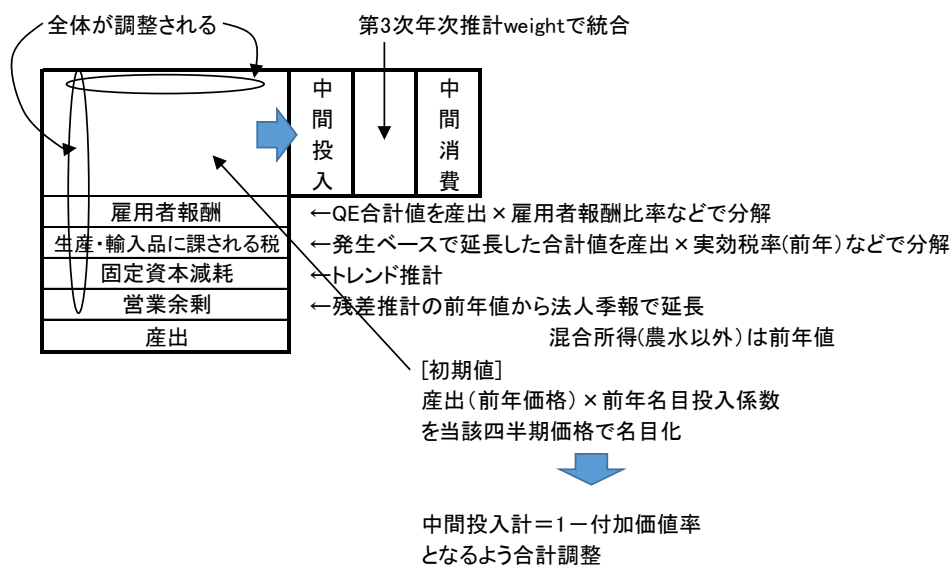 全体が調整される
第3次年次推計weightで統合
中間投入
中間消費
雇用者報酬
←QE合計値を産出×雇用者報酬比率などで分解
生産・輸入品に課される税
←発生ベースで延長した合計値を産出×実効税率(前年)などで分解
固定資本減耗
←トレンド推計
営業余剰
←残差推計の前年値から法人季報で延長
産出
混合所得(農水以外)は前年値
[初期値]
産出(前年価格)×前年名目投入係数
を当該四半期価格で名目化
中間投入計=1-付加価値率
となるよう合計調整